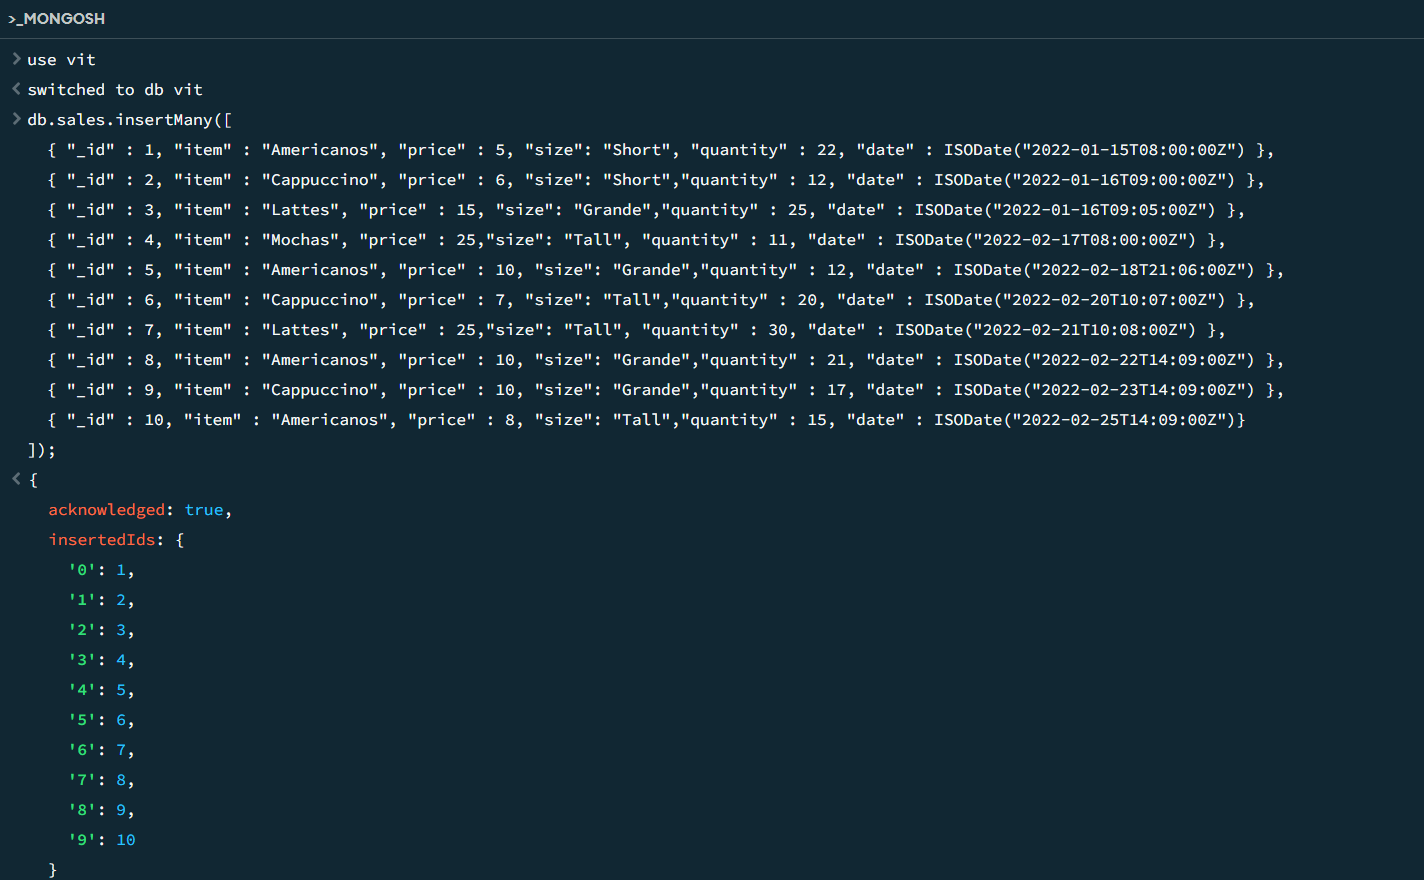 >_MONGOSH
> use vit
< switched to db vit
> db.sales.insertMany([
{ "_id" : 1, "item" : "Americanos", "price" : 5, "size": "Short", "quantity" : 22, "date" : ISODate("2022-01-15T08:00:00Z") },
{ "_id" : 2, "item" : "Cappuccino", "price" : 6, "size": "Short","quantity" : 12, "date" : ISODate("2022-01-16T09:00:00Z") },
{ "_id" : 3, "item" : "Lattes", "price" : 15, "size": "Grande","quantity" : 25, "date" : ISODate("2022-01-16T09:05:00Z") },
{ "_id" : 4, "item" : "Mochas", "price" : 25,"size": "Tall", "quantity" : 11, "date" : ISODate("2022-02-17T08:00:00Z") },
{ "_id" : 5, "item" : "Americanos", "price" : 10, "size": "Grande","quantity" : 12, "date" : ISODate("2022-02-18T21:06:00Z") },
{ "_id" : 6, "item" : "Cappuccino", "price" : 7, "size": "Tall","quantity" : 20, "date" : ISODate("2022-02-20T10:07:00Z") },
{ "_id" : 7, "item" : "Lattes", "price" : 25,"size": "Tall", "quantity" : 30, "date" : ISODate("2022-02-21T10:08:00Z") },
{ "_id" : 8, "item" : "Americanos", "price" : 10, "size": "Grande","quantity" : 21, "date" : ISODate("2022-02-22T14:09:00Z") },
{ "_id" : 9, "item" : "Cappuccino", "price" : 10, "size": "Grande","quantity" : 17, "date" : ISODate("2022-02-23T14:09:00Z") },
{ "_id" : 10, "item" : "Americanos", "price" : 8, "size": "Tall","quantity" : 15, "date" : ISODate("2022-02-25T14:09:00Z")}
]);
< {
acknowledged: true,
insertedIds: {
'0': 1,
'1': 2,
'2': 3,
'3': 4,
'4': 5,
'5': 6,
'6': 7,
'7': 8,
'8': 9,
'9': 10
}